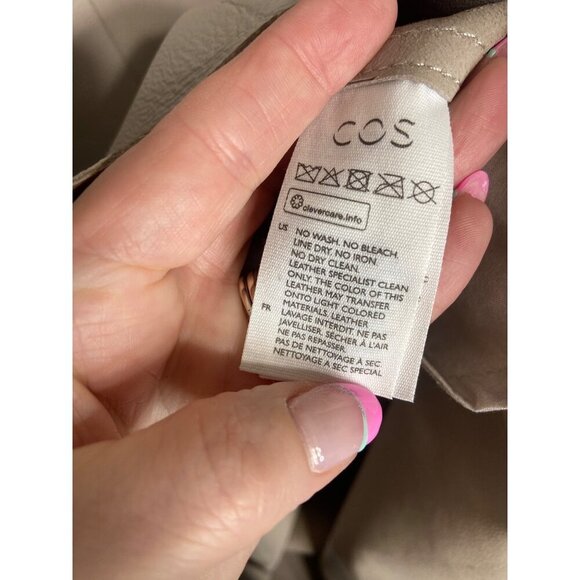 COS
clevercare.info
US NO WASH. NO BLEACH
LINE DRY. NO IRON
NO DRY CLEAN.
LEATHER SPECIALIST CLEAN
ONLY. THE COLOR OF THIS
LEATHER MAY TRANSFER
ONTO LIGHT COLORED
MATERIALS. LEATHER
FR LAVAGE INTERDIT. NE PAS
JAVELLISER. SÉCHER À L'AIR
NE PAS REPASSER.
PAS DE NETTOYAGE A SEC.
NETTOYAGE A SEC SPECIAL